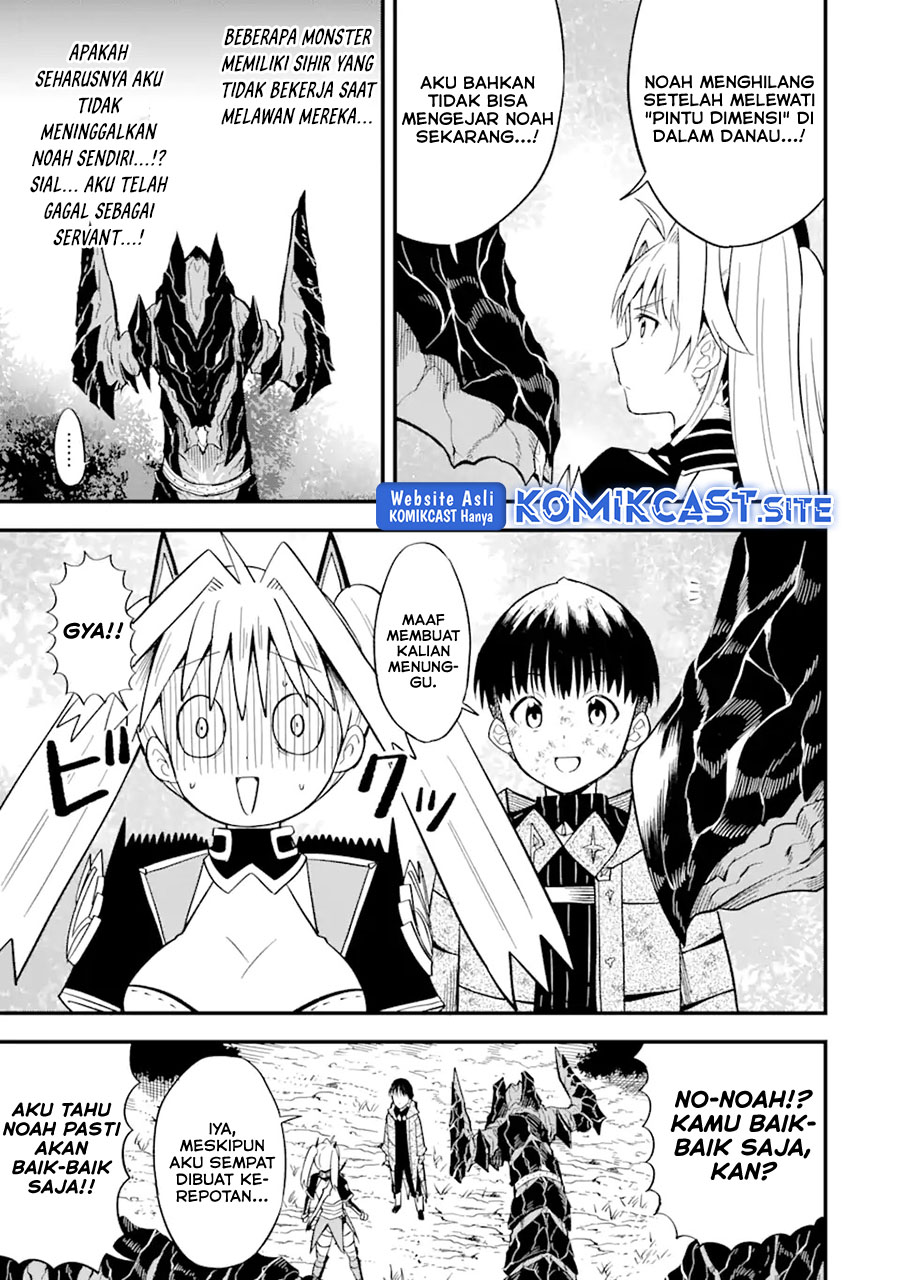 NOAH MENGHILANG
SETELAH MELEWATI
"PINTU DIMENSI" DI
DALAM DANAU...!
AKU BAHKAN
TIDAK BISA
MENGEJAR NOAH
SEKARANG...!
BEBERAPA MONSTER
MEMILIKI SIHIR YANG
TIDAK BEKERJA SAAT
MELAWAN MEREKA...
APAKAH
SEHARUSNYA AKU
TIDAK
MENINGGALKAN
NOAH SENDIRI...!?
SIAL... AKU TELAH
GAGAL SEBAGAI
SERVANT...!
......
Website Asli
KOMIKCAST Hanya
KOMIKCAST.SITE
MAAF
MEMBUAT
KALIAN
MENUNG-
GU.
GYA!!
ビクッ
NO-NOAH!?
KAMU BAIK-
BAIK SAJA,
KAN?
IYA,
MESKIPUN
AKU SEMPAT
DIBUAT KE-
REPOTAN...
AKU TAHU
NOAH PASTI
AKAN
BAIK-BAIK
SAJA!!